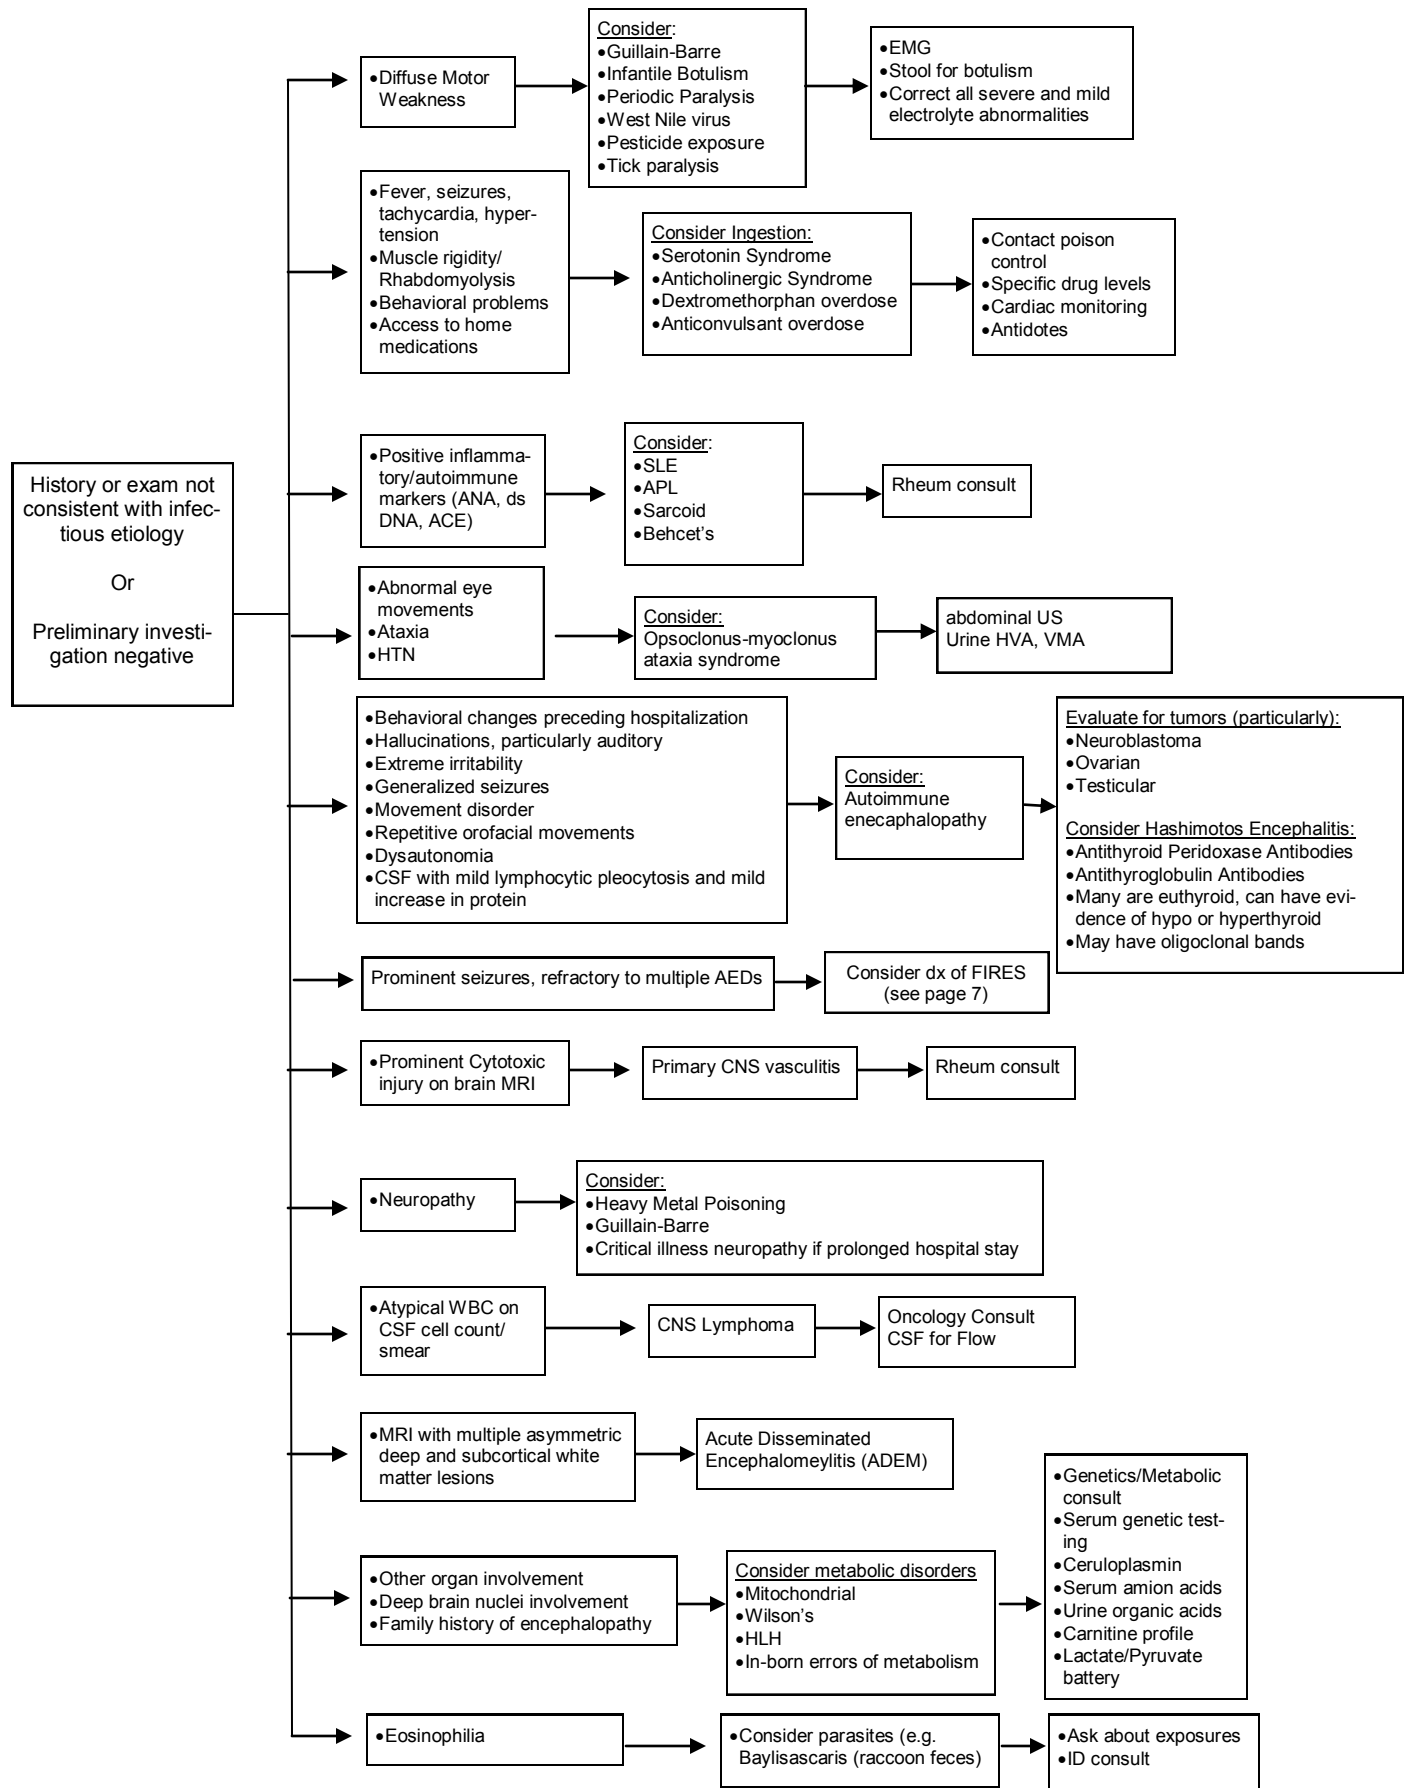 History or exam not
consistent with infec-
tious etiology
Or
Preliminary investi-
gation negative
•Diffuse Motor
Weakness
Consider:
•Guillain-Barre
•Infantile Botulism
•Periodic Paralysis
•West Nile virus
•Pesticide exposure
•Tick paralysis
•EMG
•Stool for botulism
•Correct all severe and mild
electrolyte abnormalities
•Fever, seizures,
tachycardia, hyper-
tension
•Muscle rigidity/
Rhabdomyolysis
•Behavioral problems
•Access to home
medications
Consider Ingestion:
•Serotonin Syndrome
•Anticholinergic Syndrome
•Dextromethorphan overdose
•Anticonvulsant overdose
•Contact poison
control
•Specific drug levels
•Cardiac monitoring
•Antidotes
•Positive inflamma-
tory/autoimmune
markers (ANA, ds
DNA, ACE)
Consider:
•SLE
•APL
•Sarcoid
•Behcet's
Rheum consult
•Abnormal eye
movements
•Ataxia
•HTN
Consider:
Opsoclonus-myoclonus
ataxia syndrome
abdominal US
Urine HVA, VMA
•Behavioral changes preceding hospitalization
•Hallucinations, particularly auditory
•Extreme irritability
•Generalized seizures
•Movement disorder
•Repetitive orofacial movements
•Dysautonomia
•CSF with mild lymphocytic pleocytosis and mild
increase in protein
Consider:
Autoimmune
enecaphalopathy
Evaluate for tumors (particularly):
•Neuroblastoma
•Ovarian
•Testicular
Consider Hashimotos Encephalitis:
•Antithyroid Peridoxase Antibodies
•Antithyroglobulin Antibodies
•Many are euthyroid, can have evi-
dence of hypo or hyperthyroid
•May have oligoclonal bands
Prominent seizures, refractory to multiple AEDs
Consider dx of FIRES
(see page 7)
•Prominent Cytotoxic
injury on brain MRI
Primary CNS vasculitis
Rheum consult
•Neuropathy
Consider:
•Heavy Metal Poisoning
•Guillain-Barre
•Critical illness neuropathy if prolonged hospital stay
•Atypical WBC on
CSF cell count/
smear
CNS Lymphoma
Oncology Consult
CSF for Flow
•MRI with multiple asymmetric
deep and subcortical white
matter lesions
Acute Disseminated
Encephalomeylitis (ADEM)
•Other organ involvement
•Deep brain nuclei involvement
•Family history of encephalopathy
Consider metabolic disorders
•Mitochondrial
•Wilson's
•HLH
•In-born errors of metabolism
•Genetics/Metabolic
consult
•Serum genetic test-
ing
•Ceruloplasmin
•Serum amion acids
•Urine organic acids
•Carnitine profile
•Lactate/Pyruvate
battery
•Eosinophilia
•Consider parasites (e.g.
Baylisascaris (raccoon feces)
•Ask about exposures
•ID consult